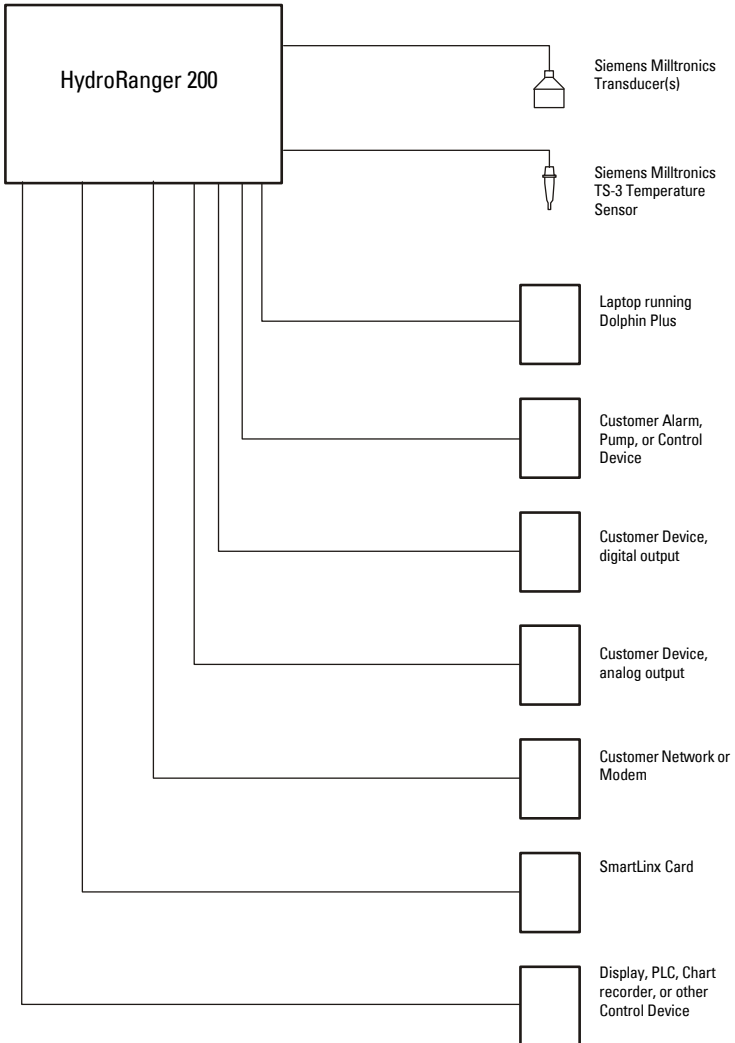 HydroRanger 200
Siemens Milltronics
Transducer(s)
Siemens Milltronics
TS-3 Temperature
Sensor
Laptop running
Dolphin Plus
Customer Alarm,
Pump, or Control
Device
Customer Device,
digital output
Customer Device,
analog output
Customer Network or
Modem
SmartLinx Card
Display, PLC, Chart
recorder, or other
Control Device